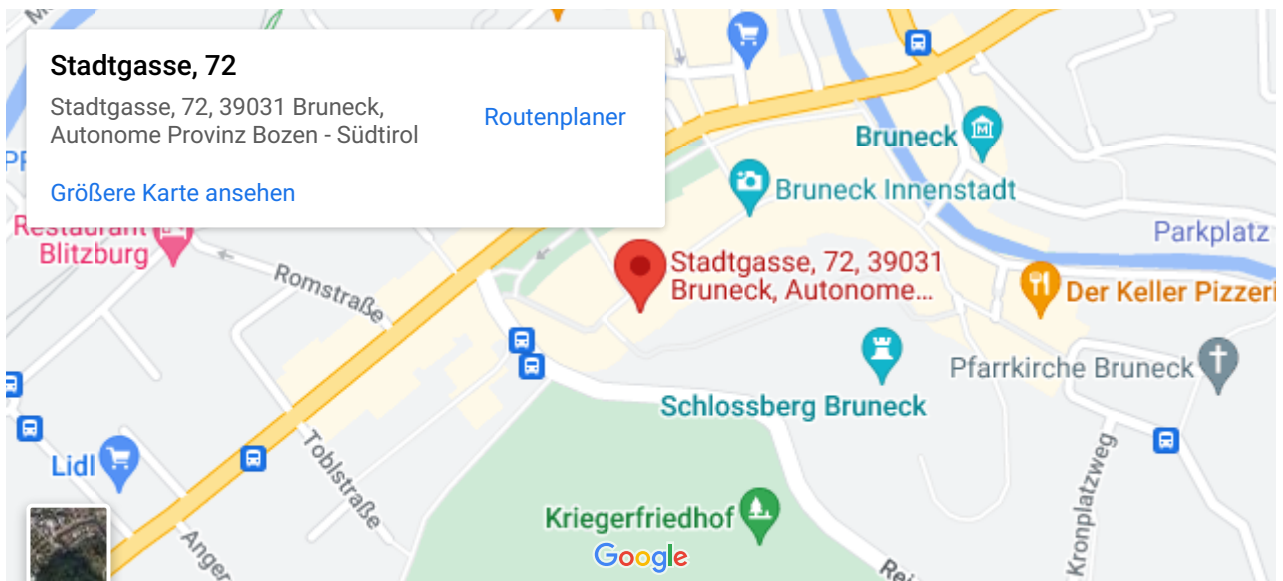 Stadtgasse, 72
Stadtgasse, 72, 39031 Bruneck,
Autonome Provinz Bozen - Südtirol
Routenplaner
Größere Karte ansehen
Bruneck
Bruneck Innenstadt
Parkplatz
Restaurant
Blitzburg
Romstraße
Stadtgasse, 72, 39031
Bruneck, Autonome...
Der Keller Pizzeri
Pfarrkirche Bruneck
Schlossberg Bruneck
Lidl
Toblstraße
Kronplatzweg
Kriegerfriedhof
Anger
Google
Rei